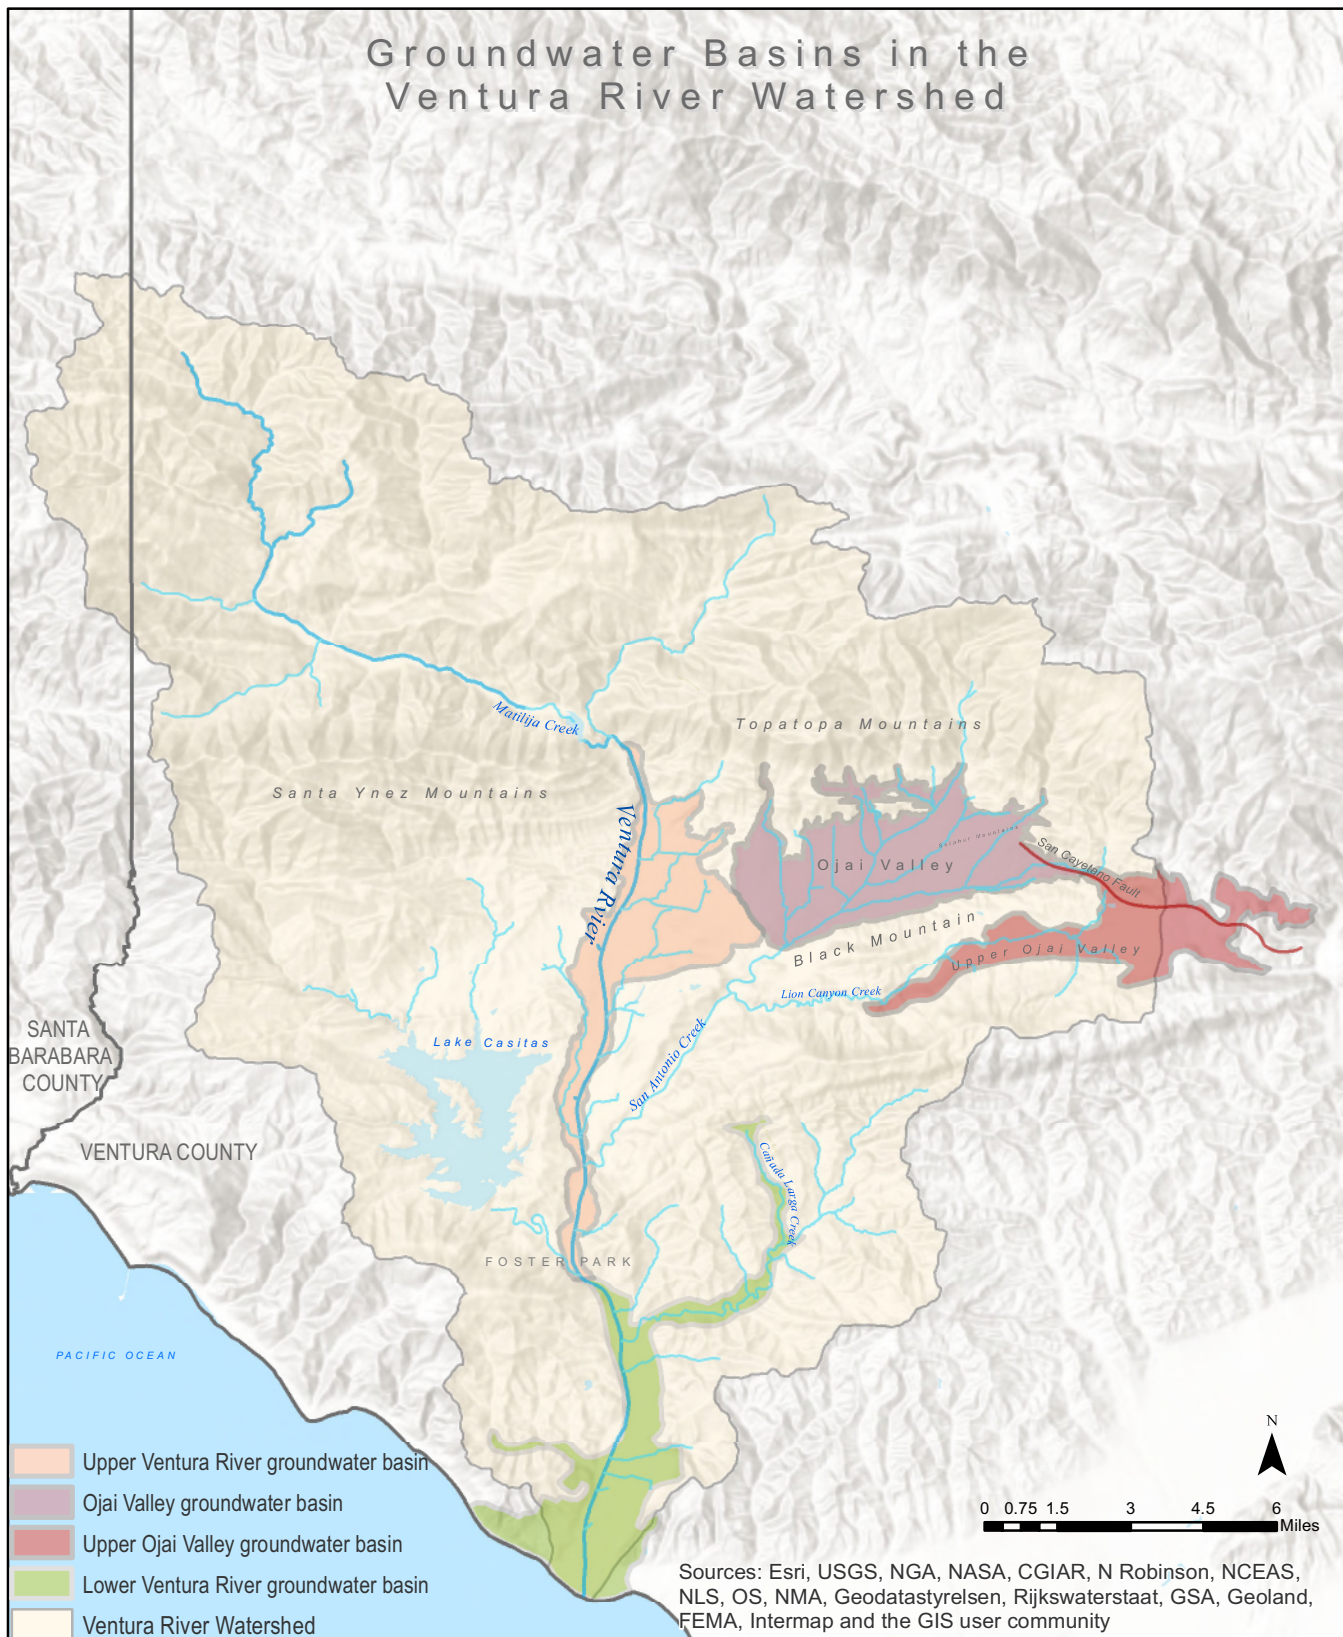 Groundwater Basins in the
Ventura River Watershed
Matilija Creek
Topatopa Mountains
Santa Ynez Mountains
Ventura Rvier
Sulphur Mountains
San Cayetano Fault
Ojai Valley
Black Mountain
Upper Ojai Valley
Lion Canyon Creek
San Antonio Creek
Lake Casitas
SANTA
BARABARA
COUNTY
VENTURA COUNTY
Cañada Larga Creek
FOSTER PARK
PACIFIC OCEAN
N
Upper Ventura River groundwater basin
Ojai Valley groundwater basin
Upper Ojai Valley groundwater basin
Lower Ventura River groundwater basin
Ventura River Watershed
0 0.75 1.5 3 4.5 6
Miles
Sources: Esri, USGS, NGA, NASA, CGIAR, N Robinson, NCEAS,
NLS, OS, NMA, Geodatastyrelsen, Rijkswaterstaat, GSA, Geoland,
FEMA, Intermap and the GIS user community